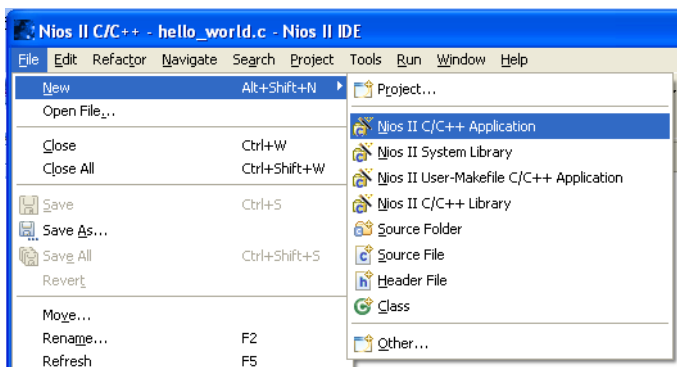 Nios II C/C++ - hello_world.c - Nios II IDE
File Edit Refactor Navigate Search Project Tools Run Window Help
New Alt+Shift+N
Open File...
Close Ctrl+W
Close All Ctrl+Shift+W
Save Ctrl+S
Save As...
Save All Ctrl+Shift+S
Revert
Move...
Rename... F2
Refresh F5
Project...
Nios II C/C++ Application
Nios II System Library
Nios II User-Makefile C/C++ Application
Nios II C/C++ Library
Source Folder
Source File
Header File
Class
Other...